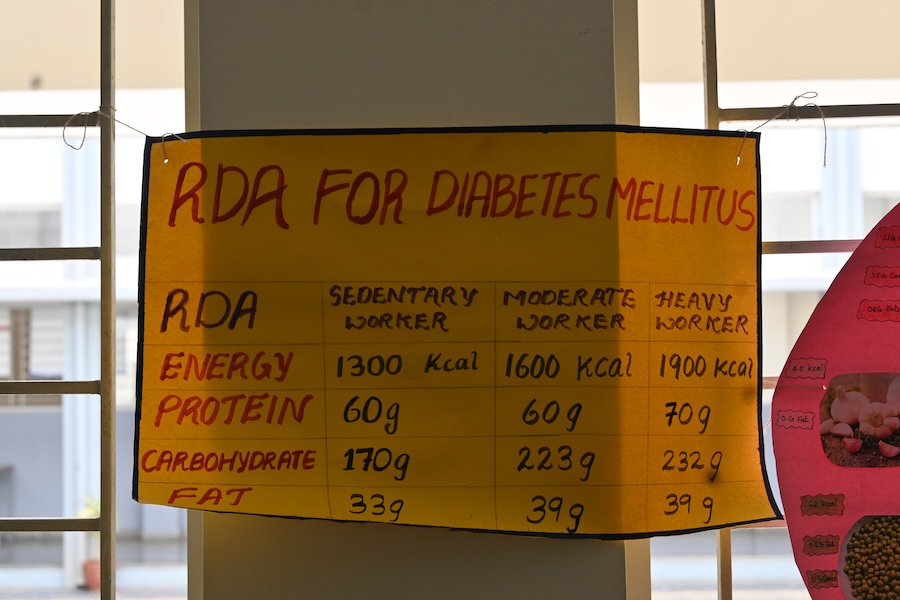 RDA FOR DIABETES MELLITUS
RDA SEDENTARY WORKER MODERATE WORKER HEAVY WORKER
ENERGY 1300 Kcal 1600 Kcal 1900 Kcal
PROTEIN 60g 60g 70g
CARBOHYDRATE 170g 223g 232g
FAT 33g 39g 39g